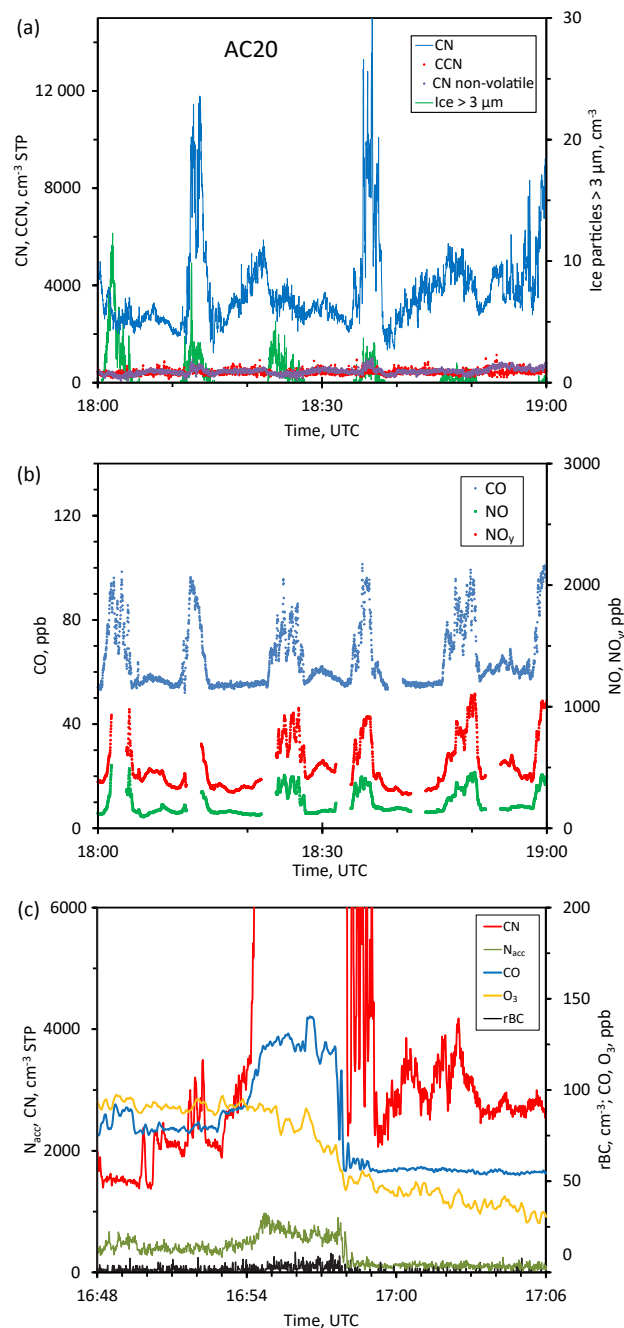 (a)
AC20
CN
CCN
CN non-volatile
Ice > 3 µm
CN, CCN, cm⁻³ STP
12 000
8000
4000
0
30
20
10
0
Ice particles > 3 µm, cm⁻³
18:00
18:30
19:00
Time, UTC
(b)
CO
NO
NOy
CO, ppb
120
80
40
0
3000
2000
1000
0
NO, NOy, ppb
18:00
18:30
19:00
Time, UTC
(c)
CN
Nacc
CO
O₃
rBC
Nacc, CN, cm⁻³ STP
6000
4000
2000
0
200
150
100
50
0
rBC, cm⁻³; CO, O₃, ppb
16:48
16:54
17:00
17:06
Time, UTC